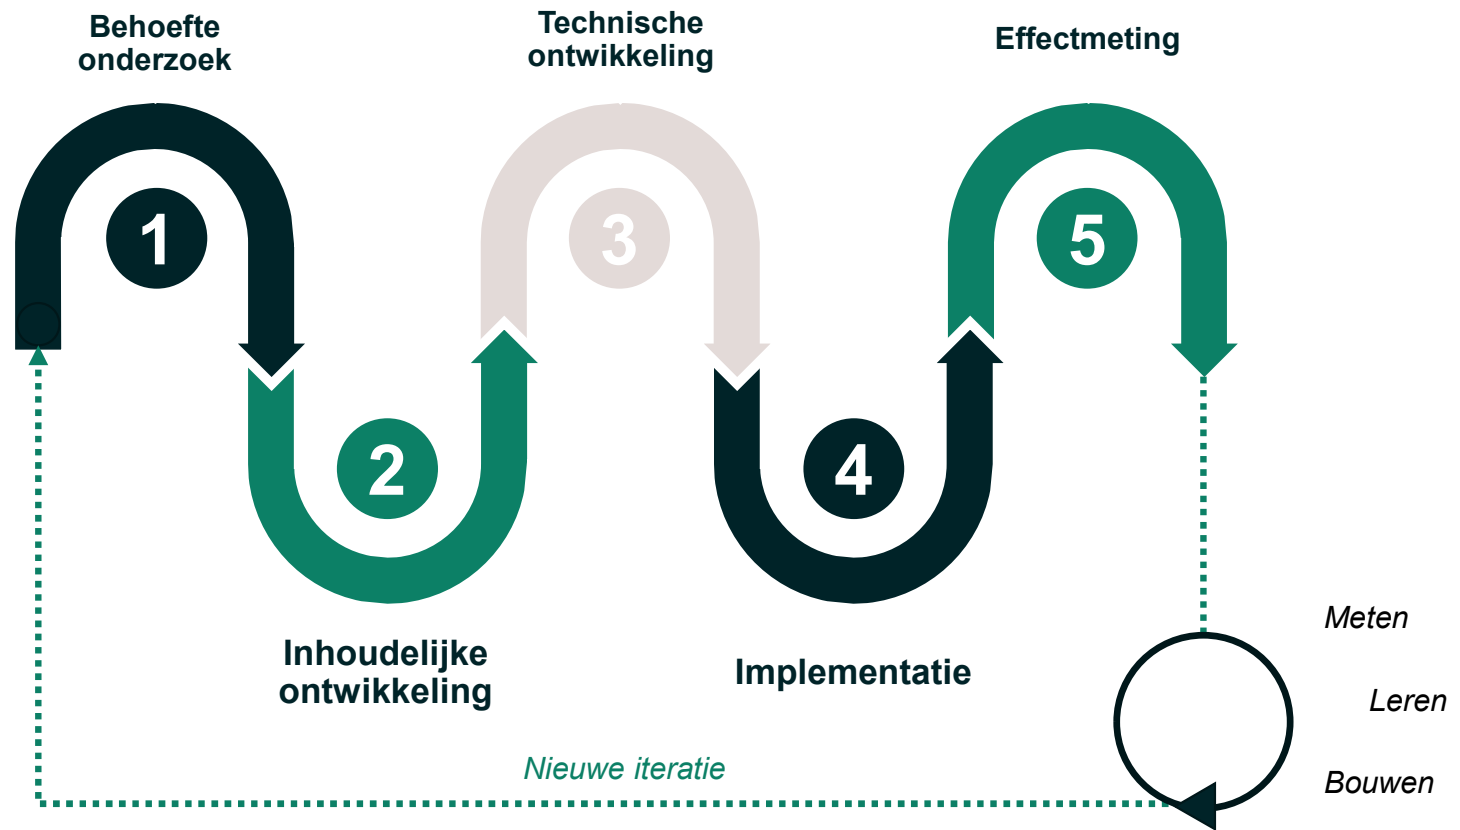 Behoefte
onderzoek
Technische
ontwikkeling
Effectmeting
1
3
5
2
4
Inhoudelijke
ontwikkeling
Implementatie
Meten
Leren
Bouwen
Nieuwe iteratie